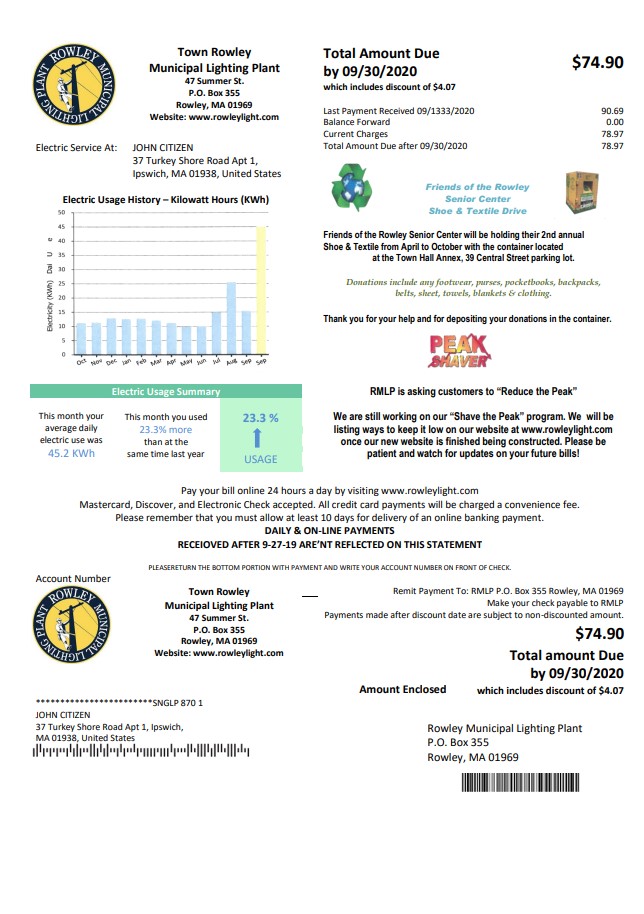 ROWLEY MUNICIPAL LIGHTING PLANT
Town Rowley
Municipal Lighting Plant
47 Summer St.
P.O. Box 355
Rowley, MA 01969
Website: www.rowleylight.com
Total Amount Due
by 09/30/2020
which includes discount of $4.07
$74.90
Last Payment Received 09/1333/2020 90.69
Balance Forward 0.00
Current Charges 78.97
Total Amount Due after 09/30/2020 78.97
Electric Service At: JOHN CITIZEN
37 Turkey Shore Road Apt 1,
Ipswich, MA 01938, United States
Electric Usage History – Kilowatt Hours (KWh)
Electricity (KWh) Dai U e
50
45
40
35
30
25
20
15
10
5
0
Oct Nov Dec Jan Feb Mar Apr May Jun Jul Aug Sep Sep
Friends of the Rowley
Senior Center
Shoe & Textile Drive
Friends of the Rowley Senior Center will be holding their 2nd annual
Shoe & Textile from April to October with the container located
at the Town Hall Annex, 39 Central Street parking lot.
Donations include any footwear, purses, pocketbooks, backpacks,
belts, sheet, towels, blankets & clothing.
Thank you for your help and for depositing your donations in the container.
PEAK
SHAVER
RMLP is asking customers to “Reduce the Peak”
We are still working on our “Shave the Peak” program. We will be
listing ways to keep it low on our website at www.rowleylight.com
once our new website is finished being constructed. Please be
patient and watch for updates on your future bills!
Electric Usage Summary
This month your
average daily
electric use was
45.2 KWh
This month you used
23.3% more
than at the
same time last year
23.3 %
USAGE
Pay your bill online 24 hours a day by visiting www.rowleylight.com
Mastercard, Discover, and Electronic Check accepted. All credit card payments will be charged a convenience fee.
Please remember that you must allow at least 10 days for delivery of an online banking payment.
DAILY & ON-LINE PAYMENTS
RECEIOVED AFTER 9-27-19 ARE’NT REFLECTED ON THIS STATEMENT
PLEASERETURN THE BOTTOM PORTION WITH PAYMENT AND WRITE YOUR ACCOUNT NUMBER ON FRONT OF CHECK.
Account Number
ROWLEY MUNICIPAL LIGHTING PLANT
Town Rowley
Municipal Lighting Plant
47 Summer St.
P.O. Box 355
Rowley, MA 01969
Website: www.rowleylight.com
Remit Payment To: RMLP P.O. Box 355 Rowley, MA 01969
Make your check payable to RMLP
Payments made after discount date are subject to non-discounted amount.
$74.90
Total amount Due
by 09/30/2020
Amount Enclosed which includes discount of $4.07
************************SNGLP 870 1
JOHN CITIZEN
37 Turkey Shore Road Apt 1, Ipswich,
MA 01938, United States
Rowley Municipal Lighting Plant
P.O. Box 355
Rowley, MA 01969